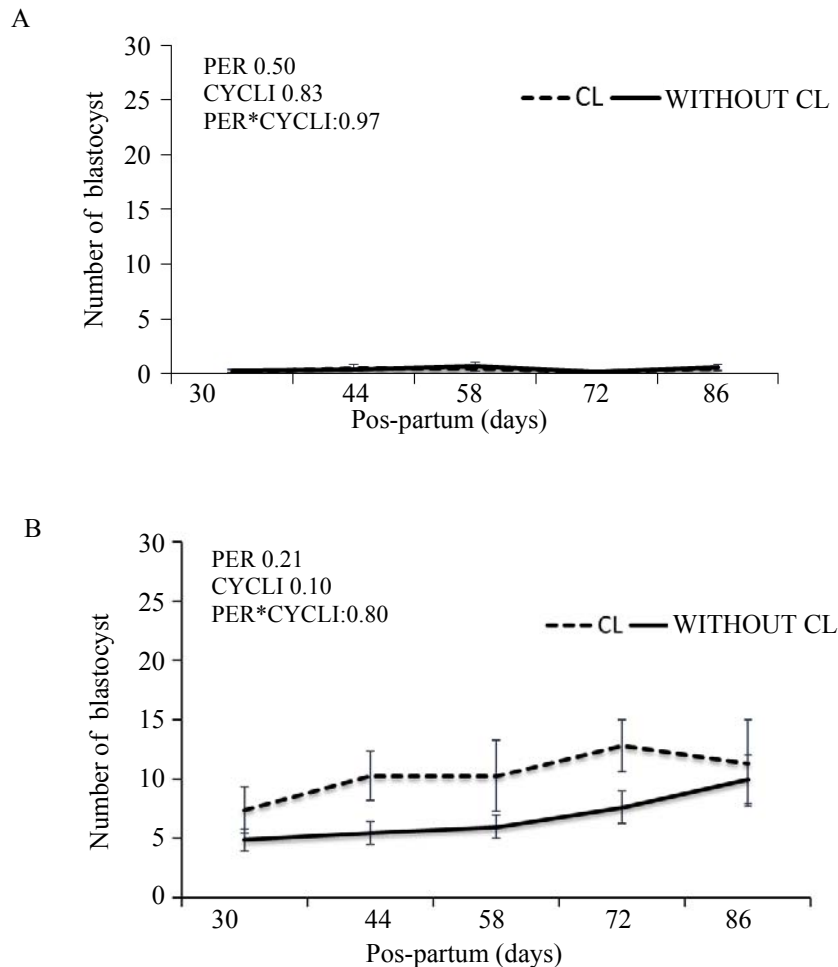 A
PER 0.50
CYCLI 0.83
PER*CYCLI:0.97
CL WITHOUT CL
Number of blastocyst
30
25
20
15
10
5
0
30 44 58 72 86
Pos-partum (days)
B
PER 0.21
CYCLI 0.10
PER*CYCLI:0.80
CL WITHOUT CL
Number of blastocyst
30
25
20
15
10
5
0
30 44 58 72 86
Pos-partum (days)